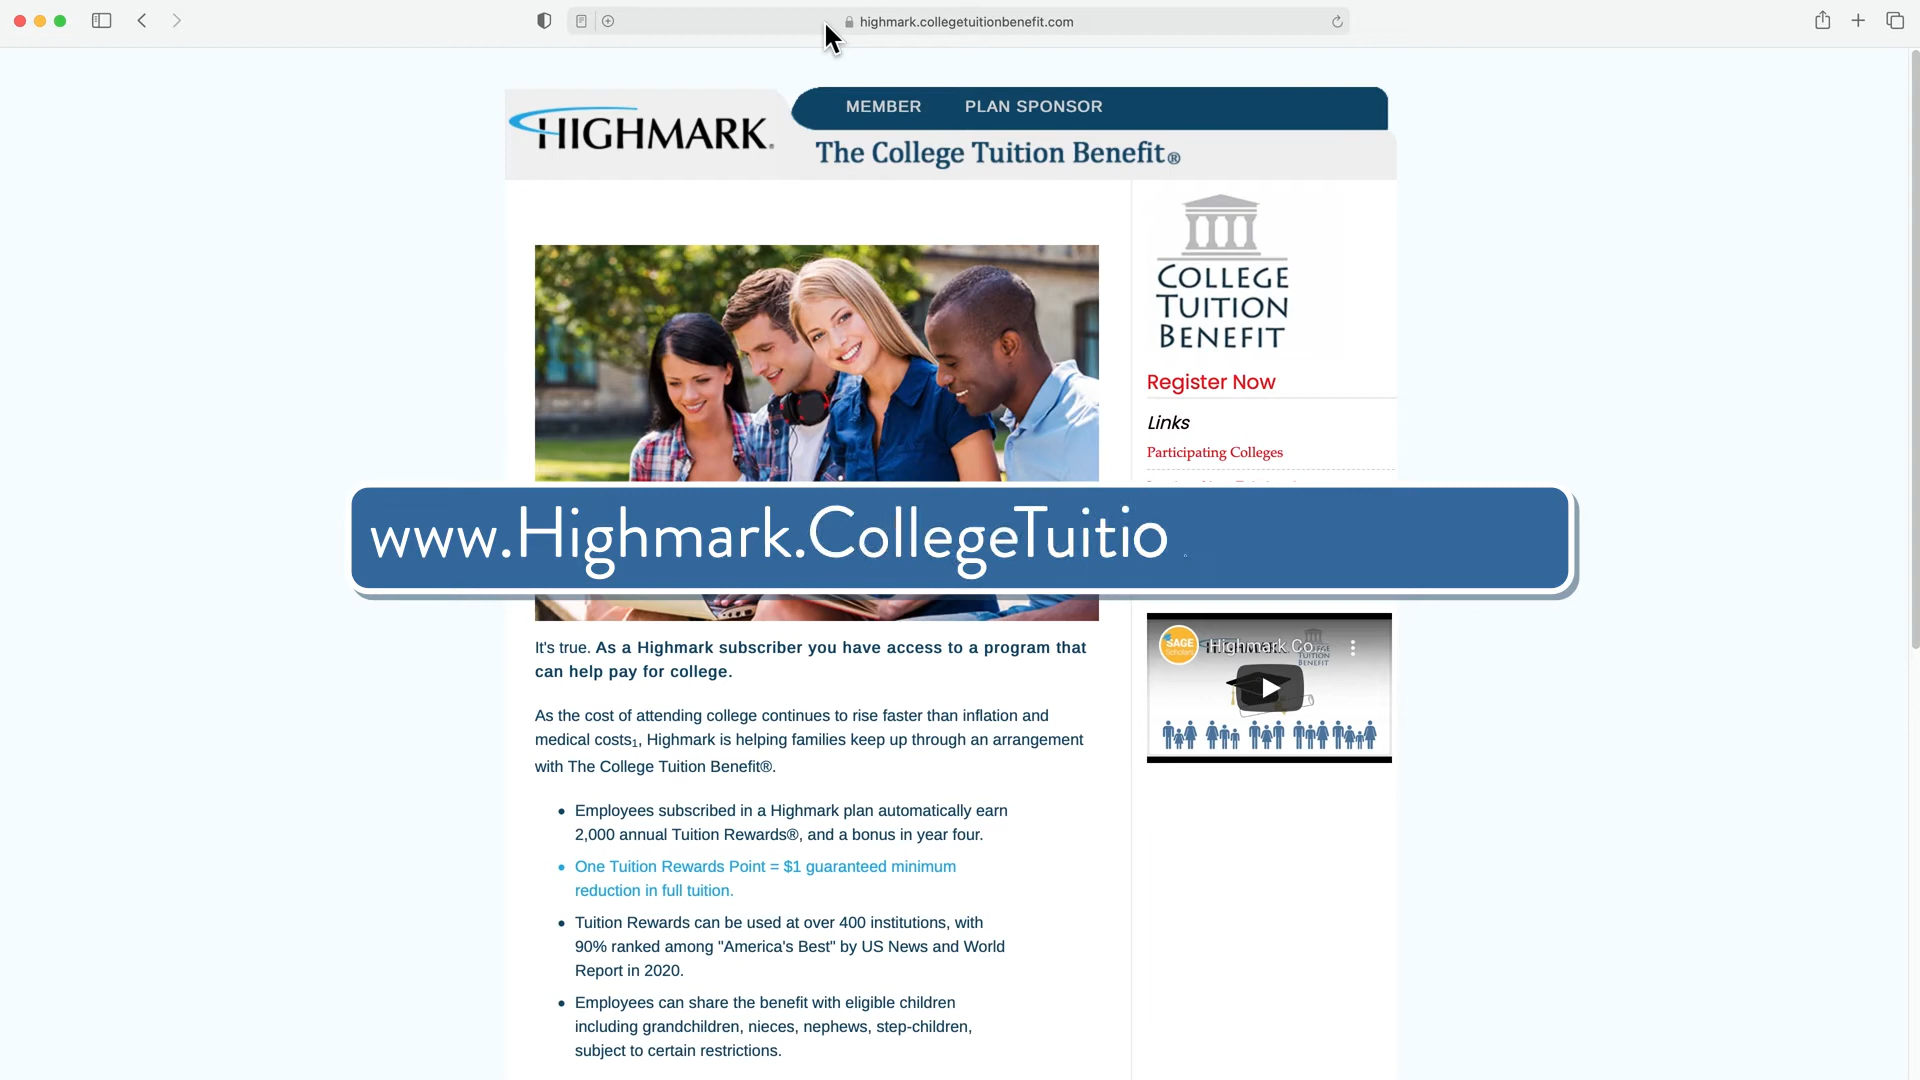 highmark.collegetuitionbenefit.com
MEMBER PLAN SPONSOR
HIGHMARK®
The College Tuition Benefit®
COLLEGE
TUITION
BENEFIT
Register Now
Links
Participating Colleges
www.Highmark.CollegeTuitio
It's true. As a Highmark subscriber you have access to a program that
can help pay for college.
As the cost of attending college continues to rise faster than inflation and
medical costs1, Highmark is helping families keep up through an arrangement
with The College Tuition Benefit®.
• Employees subscribed in a Highmark plan automatically earn
2,000 annual Tuition Rewards®, and a bonus in year four.
• One Tuition Rewards Point = $1 guaranteed minimum
reduction in full tuition.
• Tuition Rewards can be used at over 400 institutions, with
90% ranked among "America's Best" by US News and World
Report in 2020.
• Employees can share the benefit with eligible children
including grandchildren, nieces, nephews, step-children,
subject to certain restrictions.
SAGE
Scholars
Highmark Co...
TUITION
BENEFIT